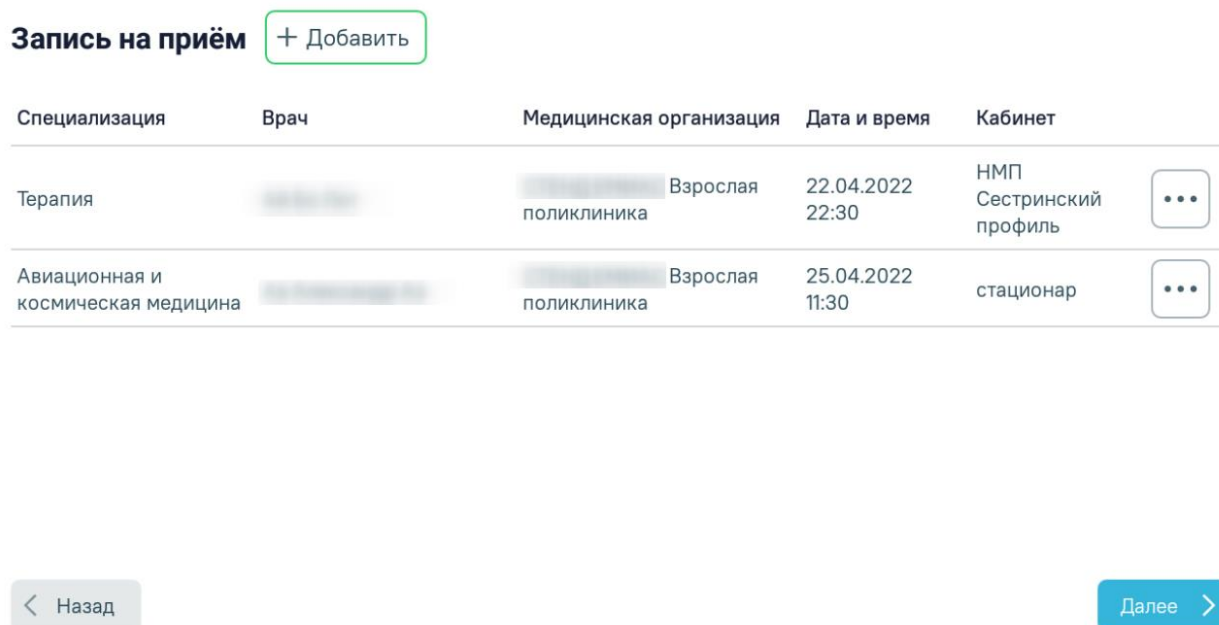 Запись на приём + Добавить
Специализация Врач Медицинская организация Дата и время Кабинет
Терапия
Взрослая
поликлиника
22.04.2022
22:30
НМП
Сестринский
профиль
Авиационная и
космическая медицина
Взрослая
поликлиника
25.04.2022
11:30
стационар
Назад
Далее